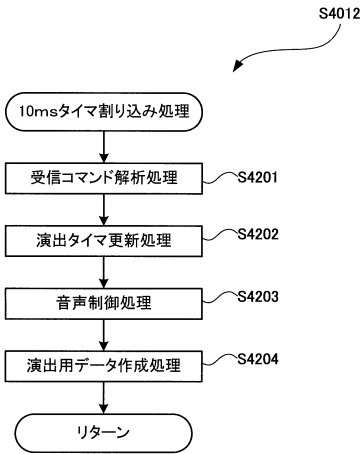 S4012
10msタイマ割り込み処理
受信コマンド解析処理
S4201
演出タイマ更新処理
S4202
音声制御処理
S4203
演出用データ作成処理
S4204
リターン